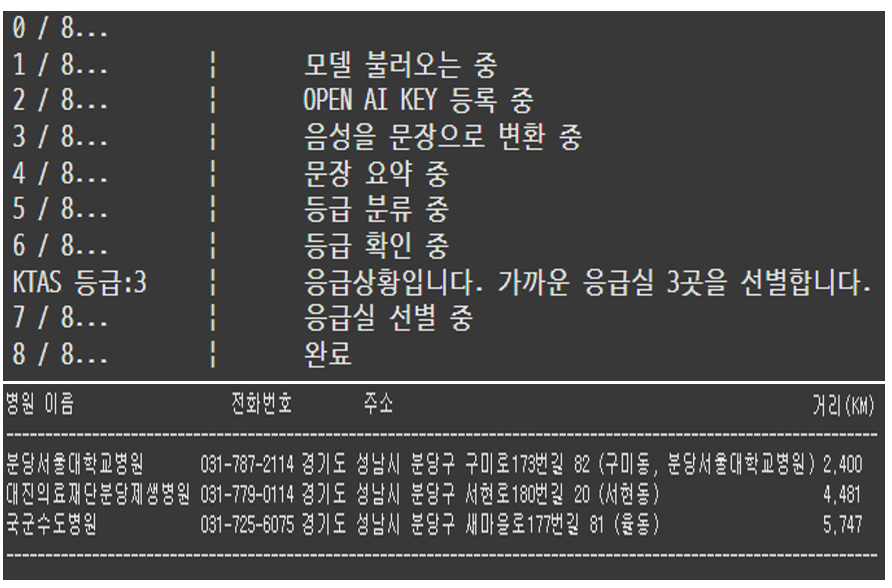 0 / 8...
1 / 8... ¦ 모델 불러오는 중
2 / 8... ¦ OPEN AI KEY 등록 중
3 / 8... ¦ 음성을 문장으로 변환 중
4 / 8... ¦ 문장 요약 중
5 / 8... ¦ 등급 분류 중
6 / 8... ¦ 등급 확인 중
KTAS 등급:3 ¦ 응급상황입니다. 가까운 응급실 3곳을 선별합니다.
7 / 8... ¦ 응급실 선별 중
8 / 8... ¦ 완료
병원 이름 전화번호 주소 거리(KM)
분당서울대학교병원 031-787-2114 경기도 성남시 분당구 구미로173번길 82 (구미동, 분당서울대학교병원) 2,400
대진의료재단분당제생병원 031-779-0114 경기도 성남시 분당구 서현로180번길 20 (서현동) 4,481
국군수도병원 031-725-6075 경기도 성남시 분당구 새마을로177번길 81 (율동) 5,747